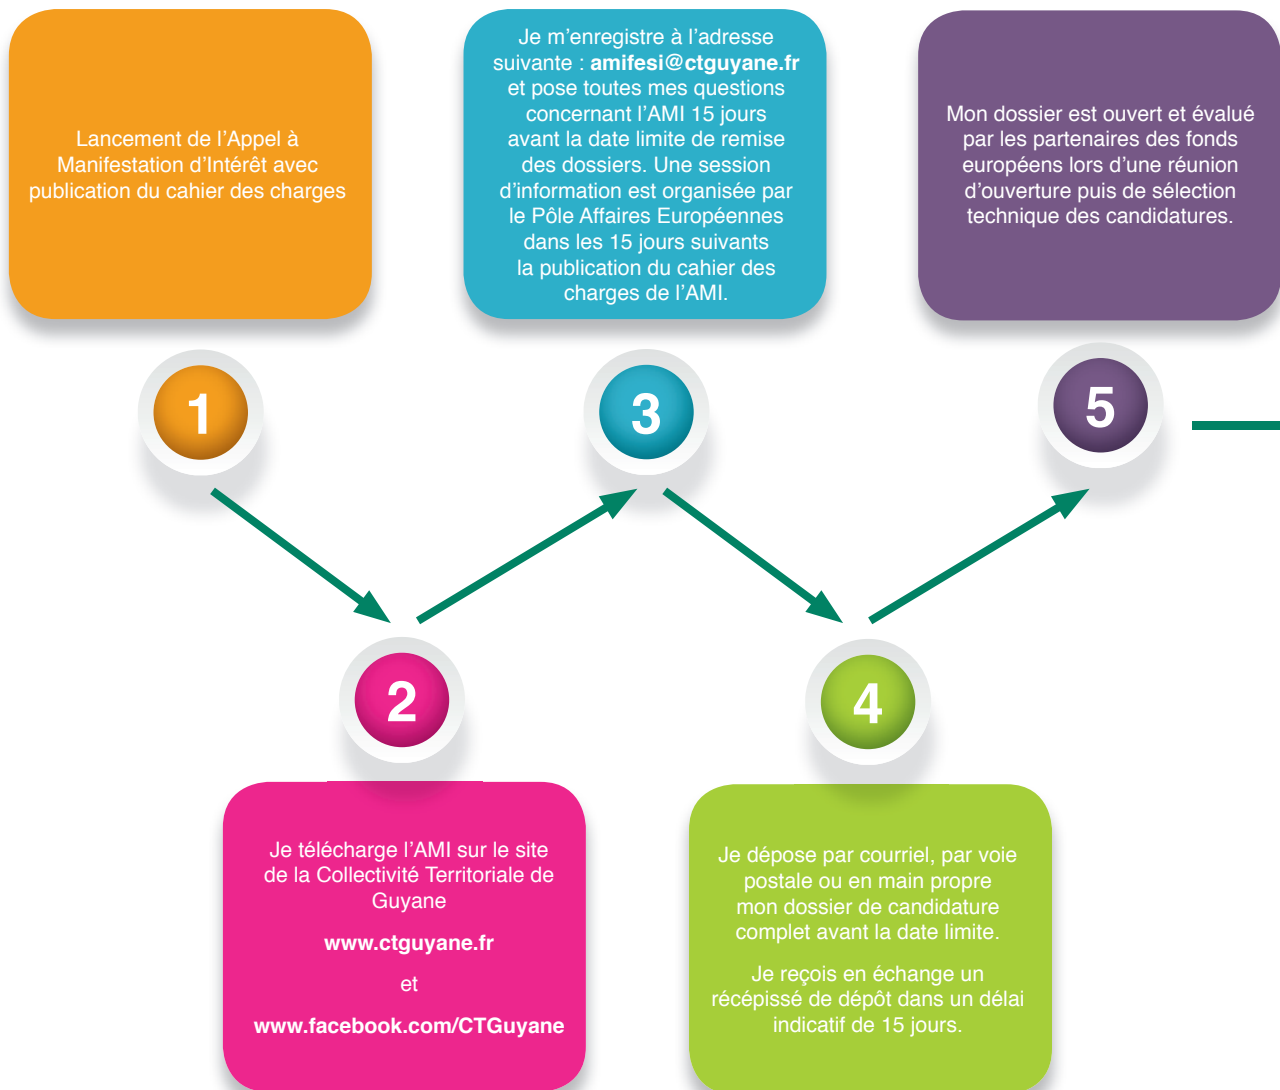 Lancement de l’Appel à
Manifestation d’Intérêt avec
publication du cahier des charges
1
Je télécharge l’AMI sur le site
de la Collectivité Territoriale de
Guyane
www.ctguyane.fr
et
www.facebook.com/CTGuyane
2
Je m’enregistre à l’adresse
suivante : amifesi@ctguyane.fr
et pose toutes mes questions
concernant l’AMI 15 jours
avant la date limite de remise
des dossiers. Une session
d’information est organisée par
le Pôle Affaires Européennes
dans les 15 jours suivants
la publication du cahier des
charges de l’AMI.
3
Je dépose par courriel, par voie
postale ou en main propre
mon dossier de candidature
complet avant la date limite.
Je reçois en échange un
récépissé de dépôt dans un délai
indicatif de 15 jours.
4
Mon dossier est ouvert et évalué
par les partenaires des fonds
européens lors d’une réunion
d’ouverture puis de sélection
technique des candidatures.
5